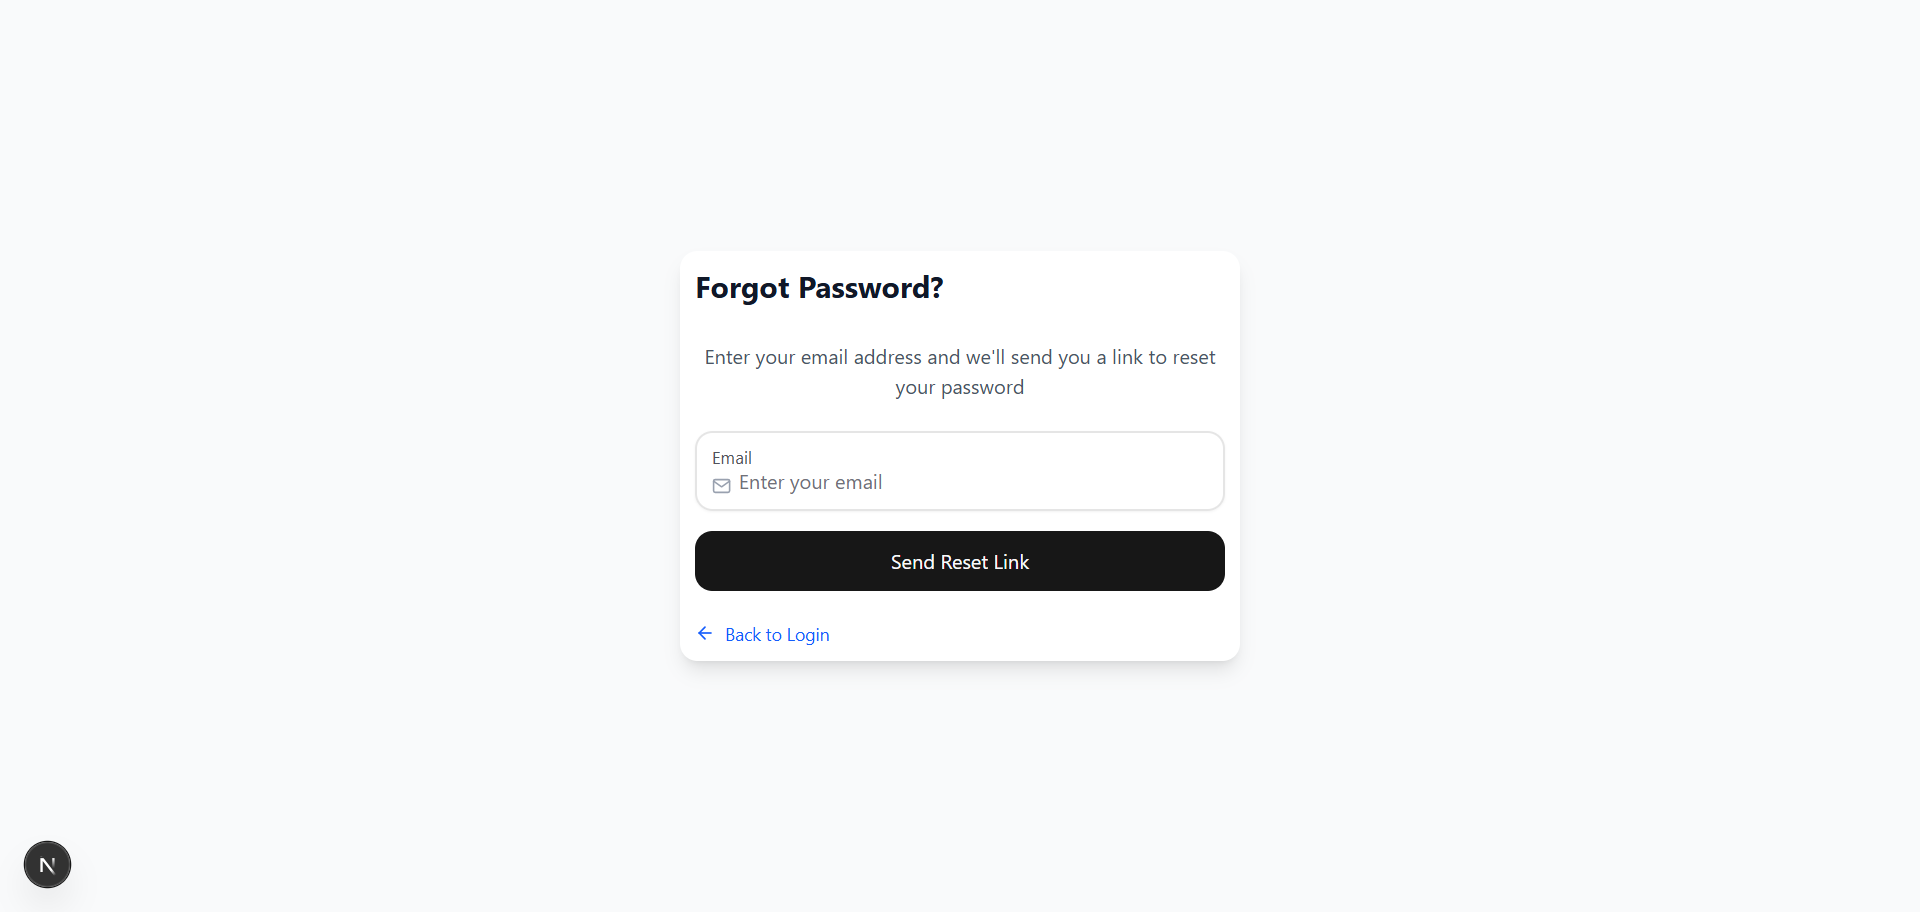 Forgot Password?
Enter your email address and we'll send you a link to reset
your password
Email
Enter your email
Send Reset Link
Back to Login
N